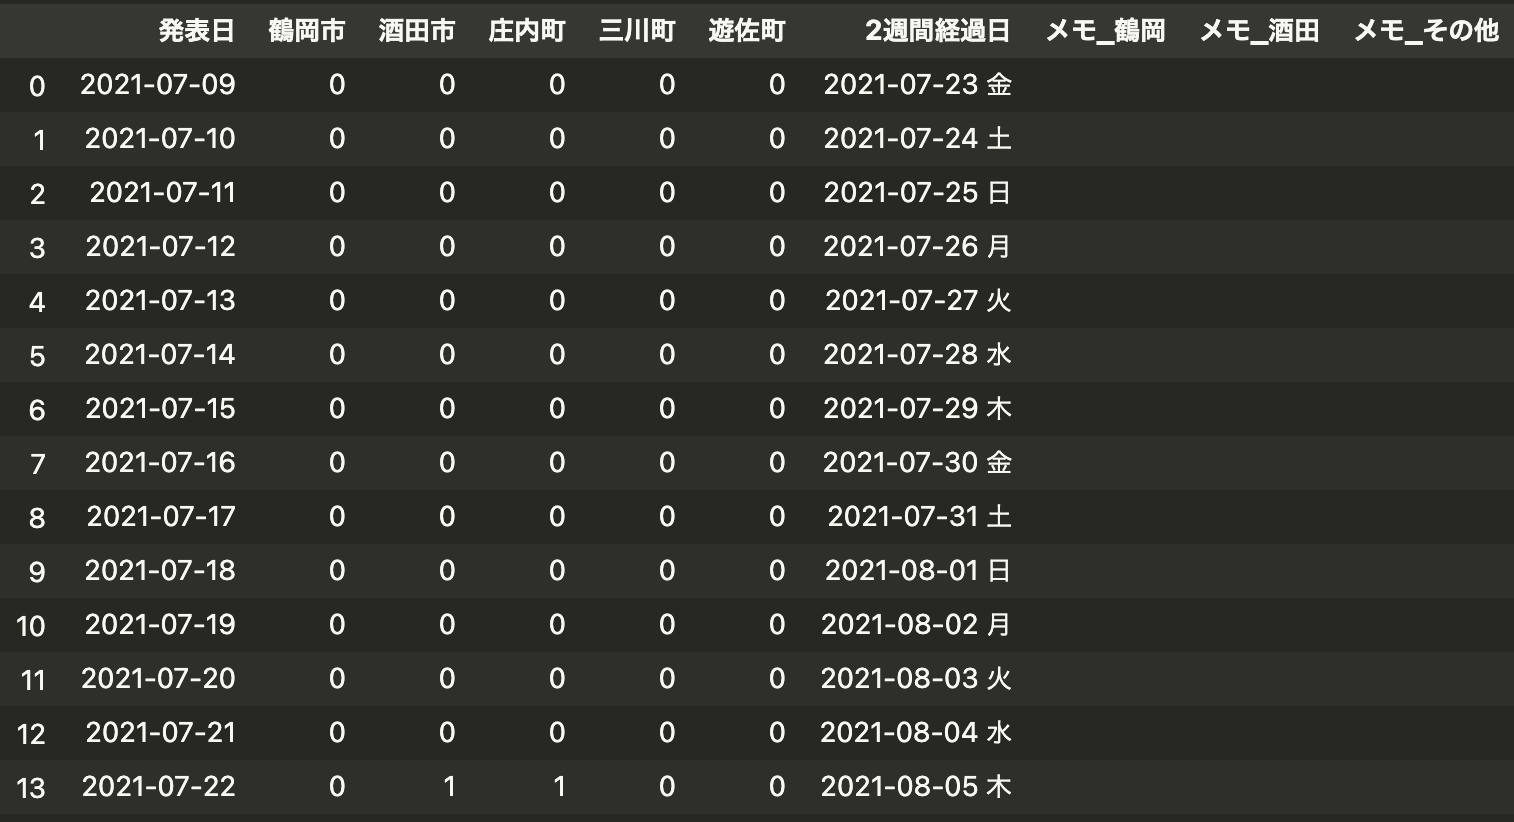 発表日 鶴岡市 酒田市 庄内町 三川町 遊佐町 2週間経過日 メモ_鶴岡 メモ_酒田 メモ_その他
0 2021-07-09 0 0 0 0 0 2021-07-23 金
1 2021-07-10 0 0 0 0 0 2021-07-24 土
2 2021-07-11 0 0 0 0 0 2021-07-25 日
3 2021-07-12 0 0 0 0 0 2021-07-26 月
4 2021-07-13 0 0 0 0 0 2021-07-27 火
5 2021-07-14 0 0 0 0 0 2021-07-28 水
6 2021-07-15 0 0 0 0 0 2021-07-29 木
7 2021-07-16 0 0 0 0 0 2021-07-30 金
8 2021-07-17 0 0 0 0 0 2021-07-31 土
9 2021-07-18 0 0 0 0 0 2021-08-01 日
10 2021-07-19 0 0 0 0 0 2021-08-02 月
11 2021-07-20 0 0 0 0 0 2021-08-03 火
12 2021-07-21 0 0 0 0 0 2021-08-04 水
13 2021-07-22 0 1 1 0 0 2021-08-05 木